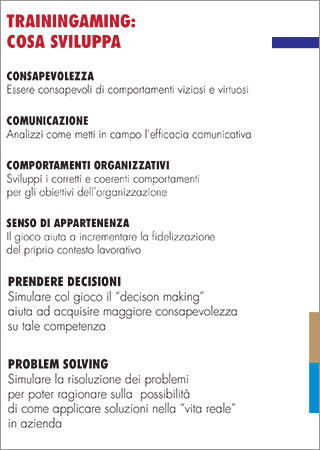 TRAININGAMING:
COSA SVILUPPA
CONSAPEVOLEZZA
Essere consapevoli di comportamenti viziosi e virtuosi
COMUNICAZIONE
Analizzi come metti in campo l'efficacia comunicativa
COMPORTAMENTI ORGANIZZATIVI
Sviluppi i corretti e coerenti comportamenti
per gli obiettivi dell'organizzazione
SENSO DI APPARTENENZA
Il gioco aiuta a incrementare la fidelizzazione
del priprio contesto lavorativo
PRENDERE DECISIONI
Simulare col gioco il "decison making"
aiuta ad acquisire maggiore consapevolezza
su tale competenza
PROBLEM SOLVING
Simulare la risoluzione dei problemi
per poter ragionare sulla possibilità
di come applicare soluzioni nella "vita reale"
in azienda